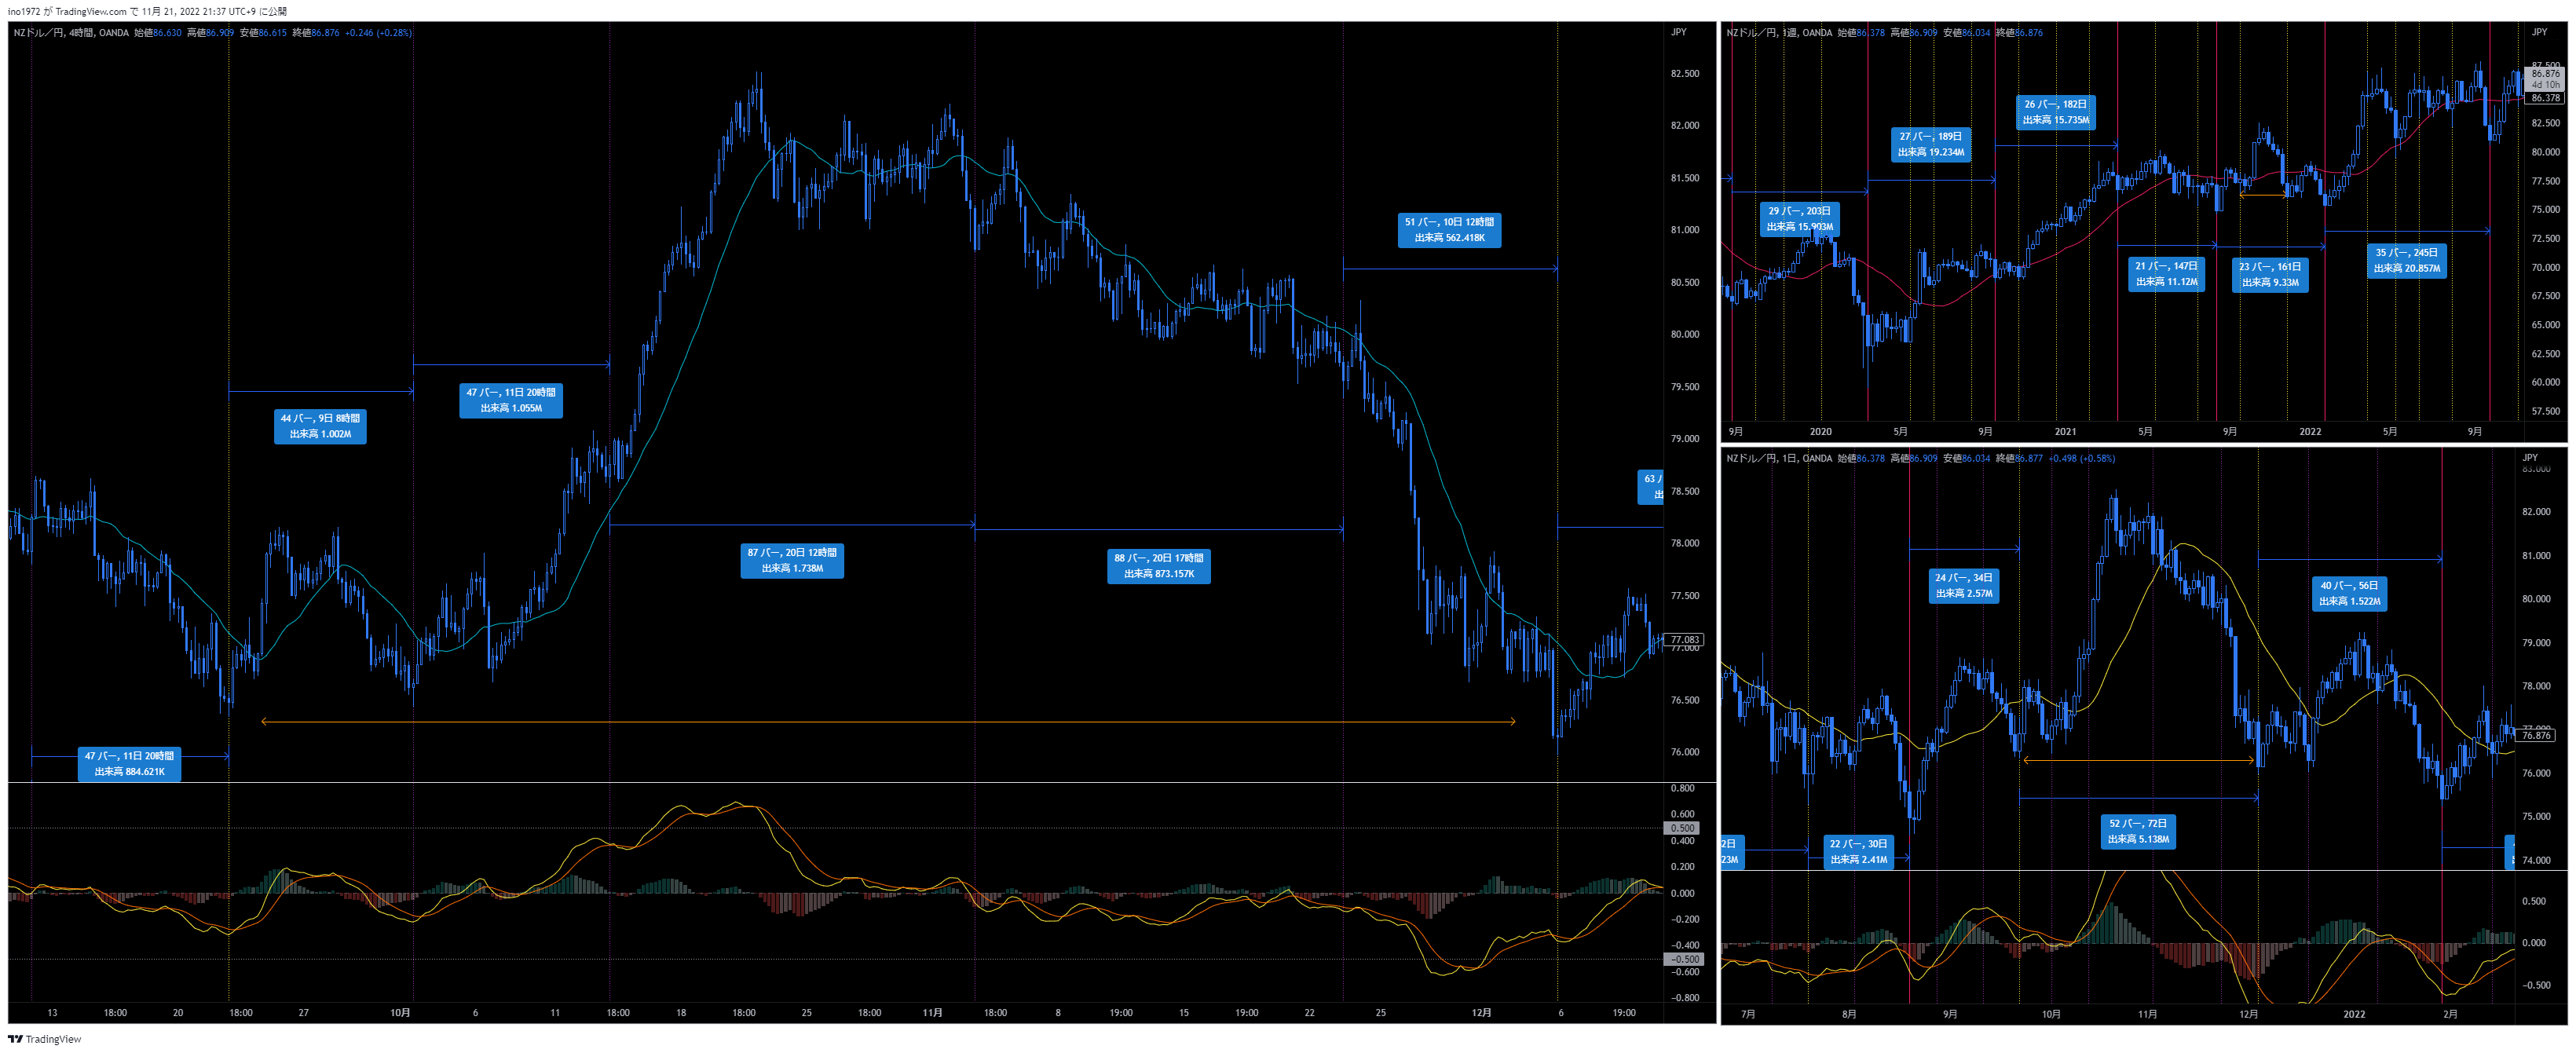 ino1972 が TradingView.com で 11月 21, 2022 21:37 UTC+9 に公開
NZドル／円, 4時間, OANDA 始値86.630 高値86.909 安値86.615 終値86.876 +0.246 (+0.28%)
JPY
82.500
82.000
81.500
81.000
80.500
80.000
79.500
79.000
78.500
78.000
77.500
77.083
77.000
76.500
76.000
51 バー, 10日 12時間
出来高 562.418K
47 バー, 11日 20時間
出来高 1.055M
44 バー, 9日 8時間
出来高 1.002M
63 バ
出
87 バー, 20日 12時間
出来高 1.738M
88 バー, 20日 17時間
出来高 873.157K
47 バー, 11日 20時間
出来高 884.621K
0.800
0.600
0.500
0.400
0.200
0.000
−0.200
−0.400
−0.500
−0.600
−0.800
13 18:00 20 18:00 27 10月 6 11 18:00 18 18:00 25 18:00 11月 18:00 8 19:00 15 19:00 22 25 12月 6 19:00
NZドル／円, 1週, OANDA 始値86.378 高値86.909 安値86.034 終値86.876
JPY
87.500
86.876
4d 10h
86.378
82.500
80.000
77.500
75.000
72.500
70.000
67.500
65.000
62.500
60.000
57.500
26 バー, 182日
出来高 15.735M
27 バー, 189日
出来高 19.234M
29 バー, 203日
出来高 15.903M
35 バー, 245日
出来高 20.857M
21 バー, 147日
出来高 11.12M
23 バー, 161日
出来高 9.33M
9月 2020 5月 9月 2021 5月 9月 2022 5月 9月
NZドル／円, 1日, OANDA 始値86.378 高値86.909 安値86.034 終値86.877 +0.498 (+0.58%)
JPY
83.000
82.000
81.000
80.000
79.000
78.000
77.000
76.876
76.000
75.000
74.000
24 バー, 34日
出来高 2.57M
40 バー, 56日
出来高 1.522M
52 バー, 72日
出来高 5.138M
2日
23M
22 バー, 30日
出来高 2.41M
0.500
0.000
−0.500
7月 8月 9月 10月 11月 12月 2022 2月
TradingView